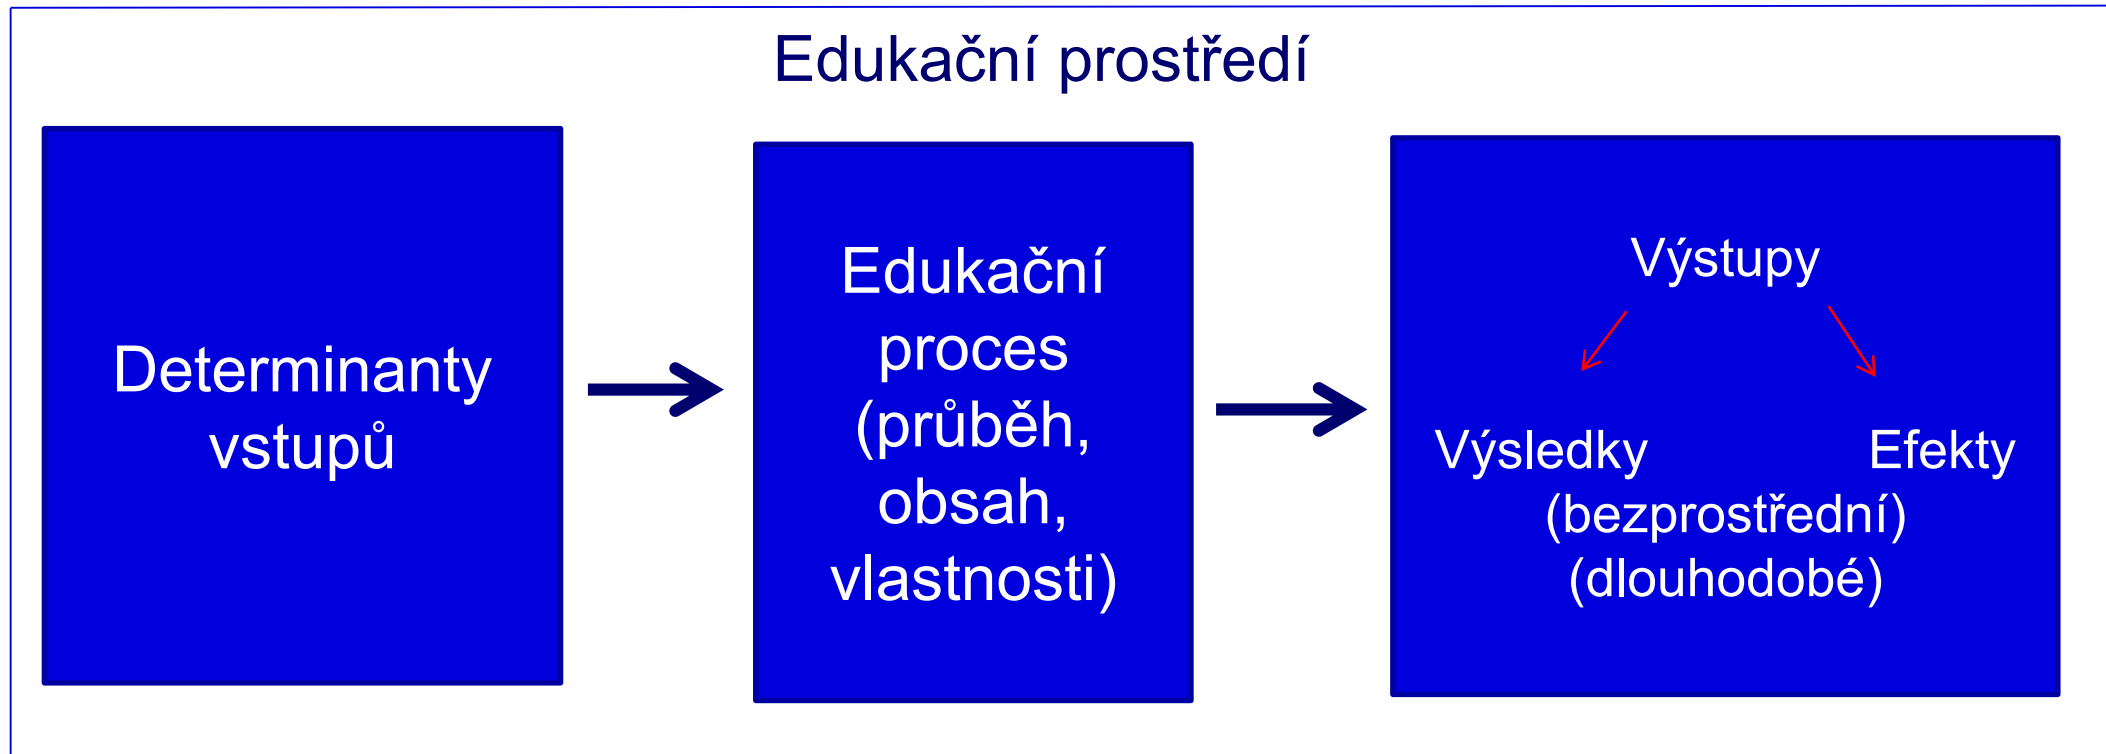 Edukační prostředí
Determinanty
vstupů
Edukační
proces
(průběh,
obsah,
vlastnosti)
Výstupy
Výsledky Efekty
(bezprostřední)
(dlouhodobé)